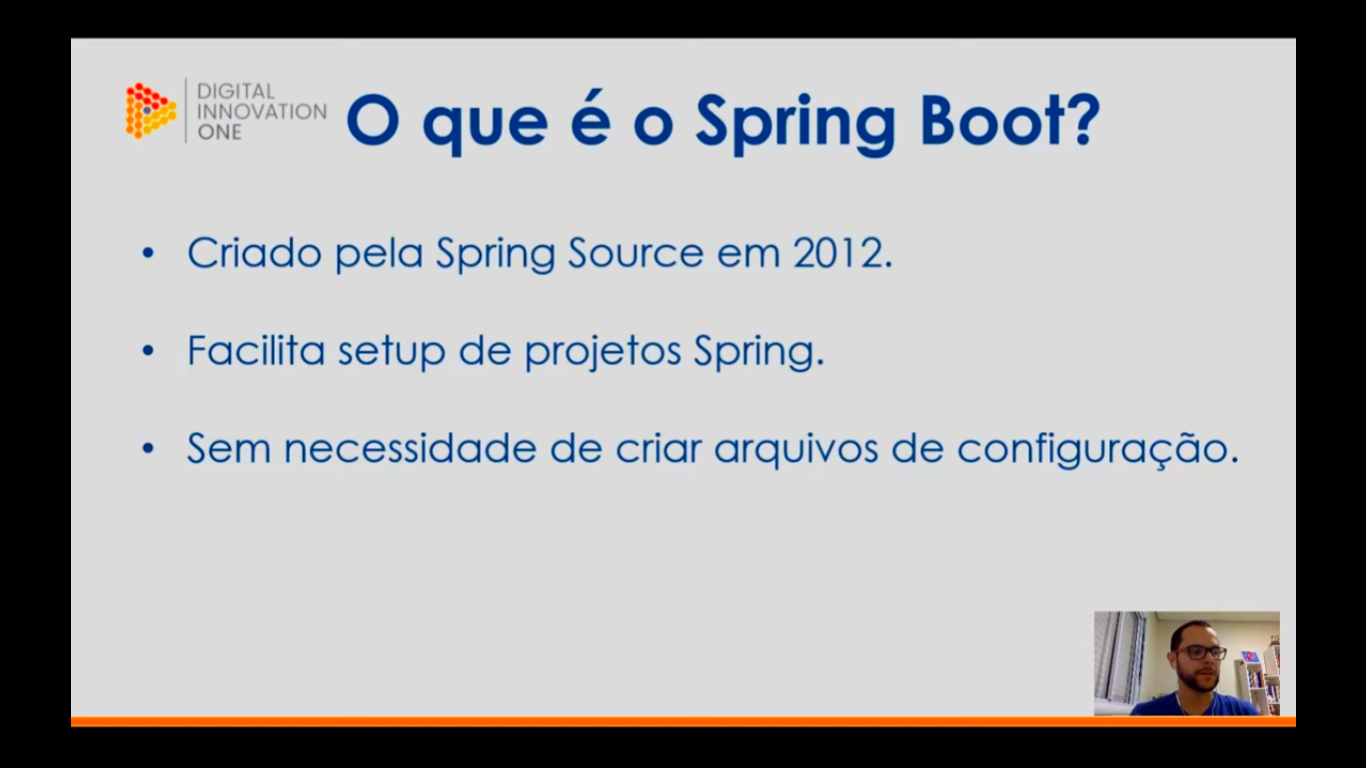 DIGITAL
INNOVATION
ONE
O que é o Spring Boot?
• Criado pela Spring Source em 2012.
• Facilita setup de projetos Spring.
• Sem necessidade de criar arquivos de configuração.